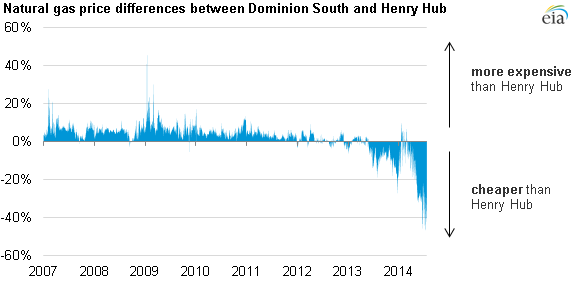 Natural gas price differences between Dominion South and Henry Hub
eia
60%
40%
20%
0%
-20%
-40%
-60%
2007 2008 2009 2010 2011 2012 2013 2014
more expensive
than Henry Hub
cheaper than
Henry Hub